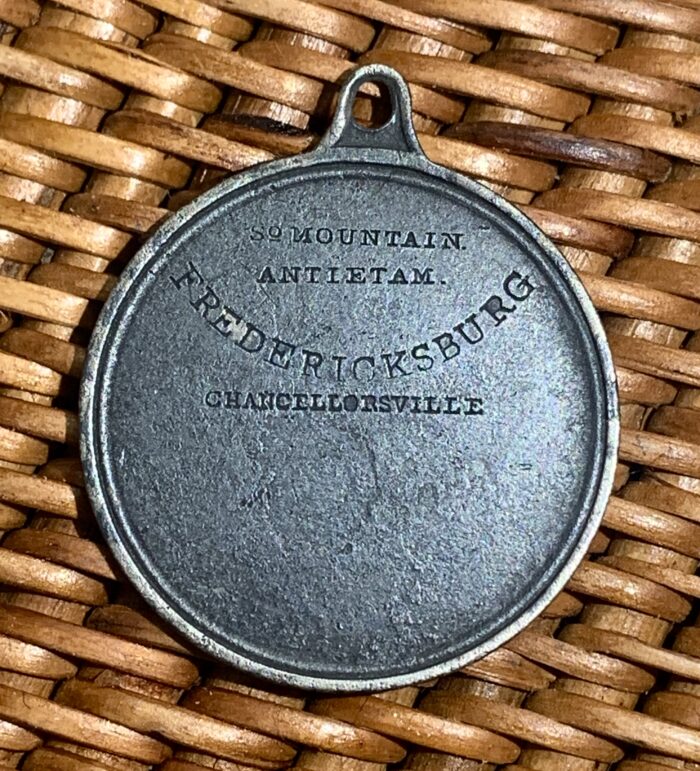 So MOUNTAIN.
ANTIETAM.
FREDERICKSBURG
CHANCELLORSVILLE